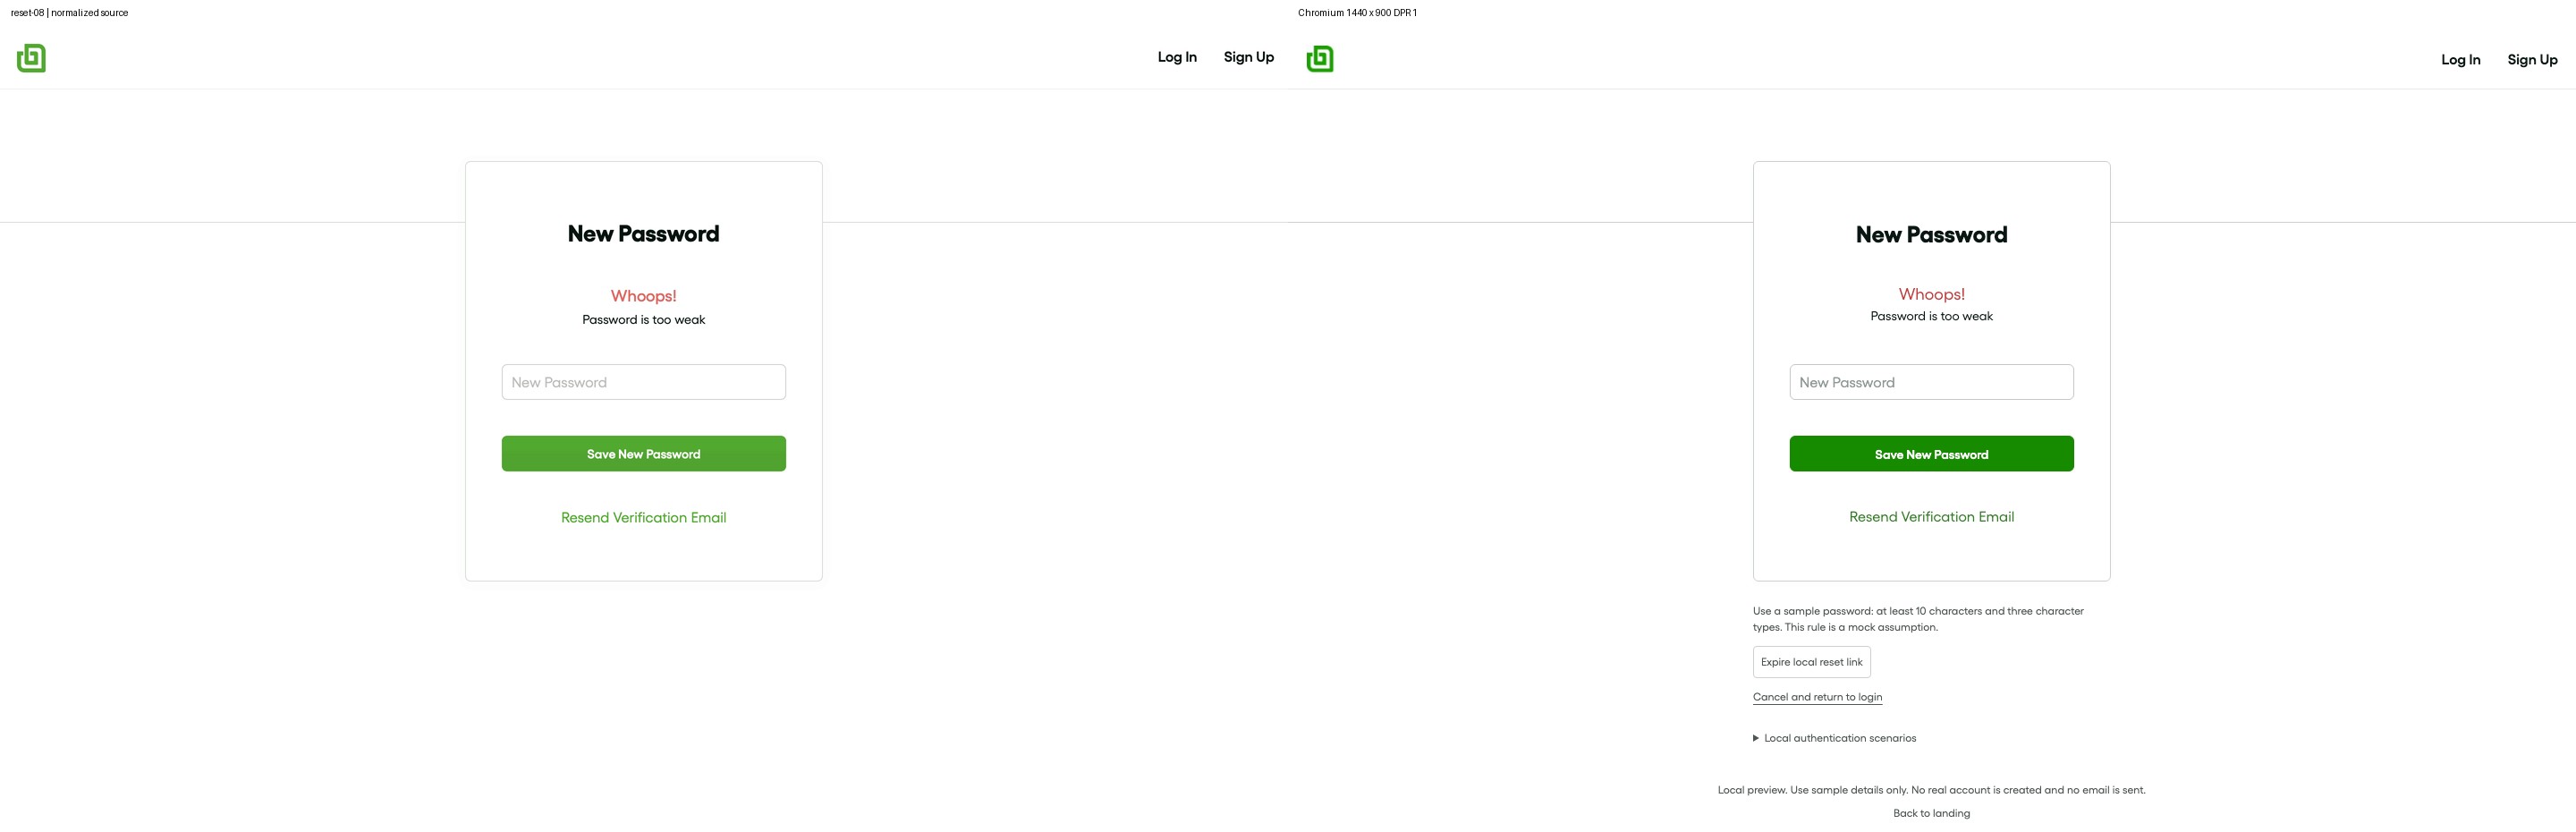 reset-08 | normalized source
Log In
Sign Up
New Password
Whoops!
Password is too weak
New Password
Save New Password
Resend Verification Email
Chromium 1440 x 900 DPR 1
Log In
Sign Up
New Password
Whoops!
Password is too weak
New Password
Save New Password
Resend Verification Email
Use a sample password: at least 10 characters and three character
types. This rule is a mock assumption.
Expire local reset link
Cancel and return to login
Local authentication scenarios
Local preview. Use sample details only. No real account is created and no email is sent.
Back to landing